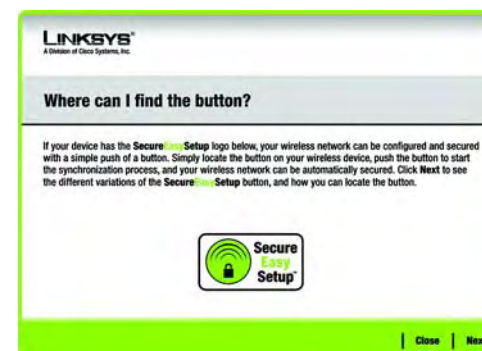 LINKSYS®
A Division of Cisco Systems, Inc.
Where can I find the button?
If your device has the SecureEasySetup logo below, your wireless network can be configured and secured
with a simple push of a button. Simply locate the button on your wireless device, push the button to start
the synchronization process, and your wireless network can be automatically secured. Click Next to see
the different variations of the SecureEasySetup button, and how you can locate the button.
Secure
Easy
Setup™
| Close | Nex